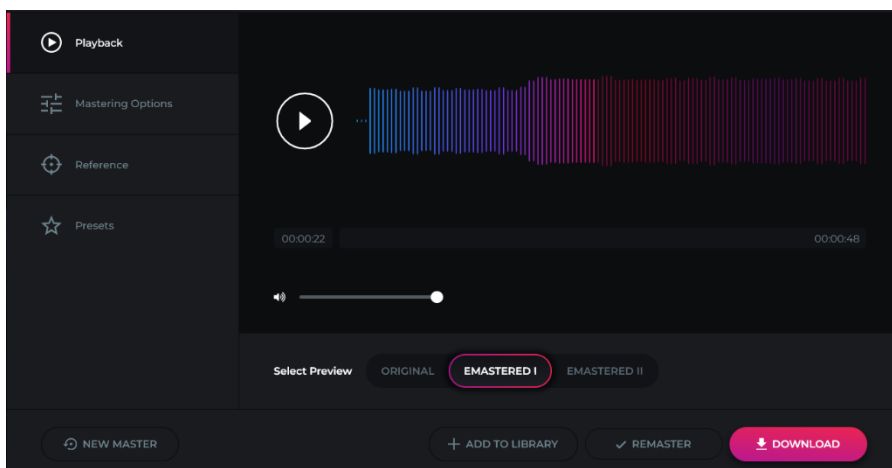 Playback
Mastering Options
Reference
Presets
00:00:22
00:00:48
Select Preview
ORIGINAL
EMASTERED I
EMASTERED II
NEW MASTER
ADD TO LIBRARY
REMASTER
DOWNLOAD